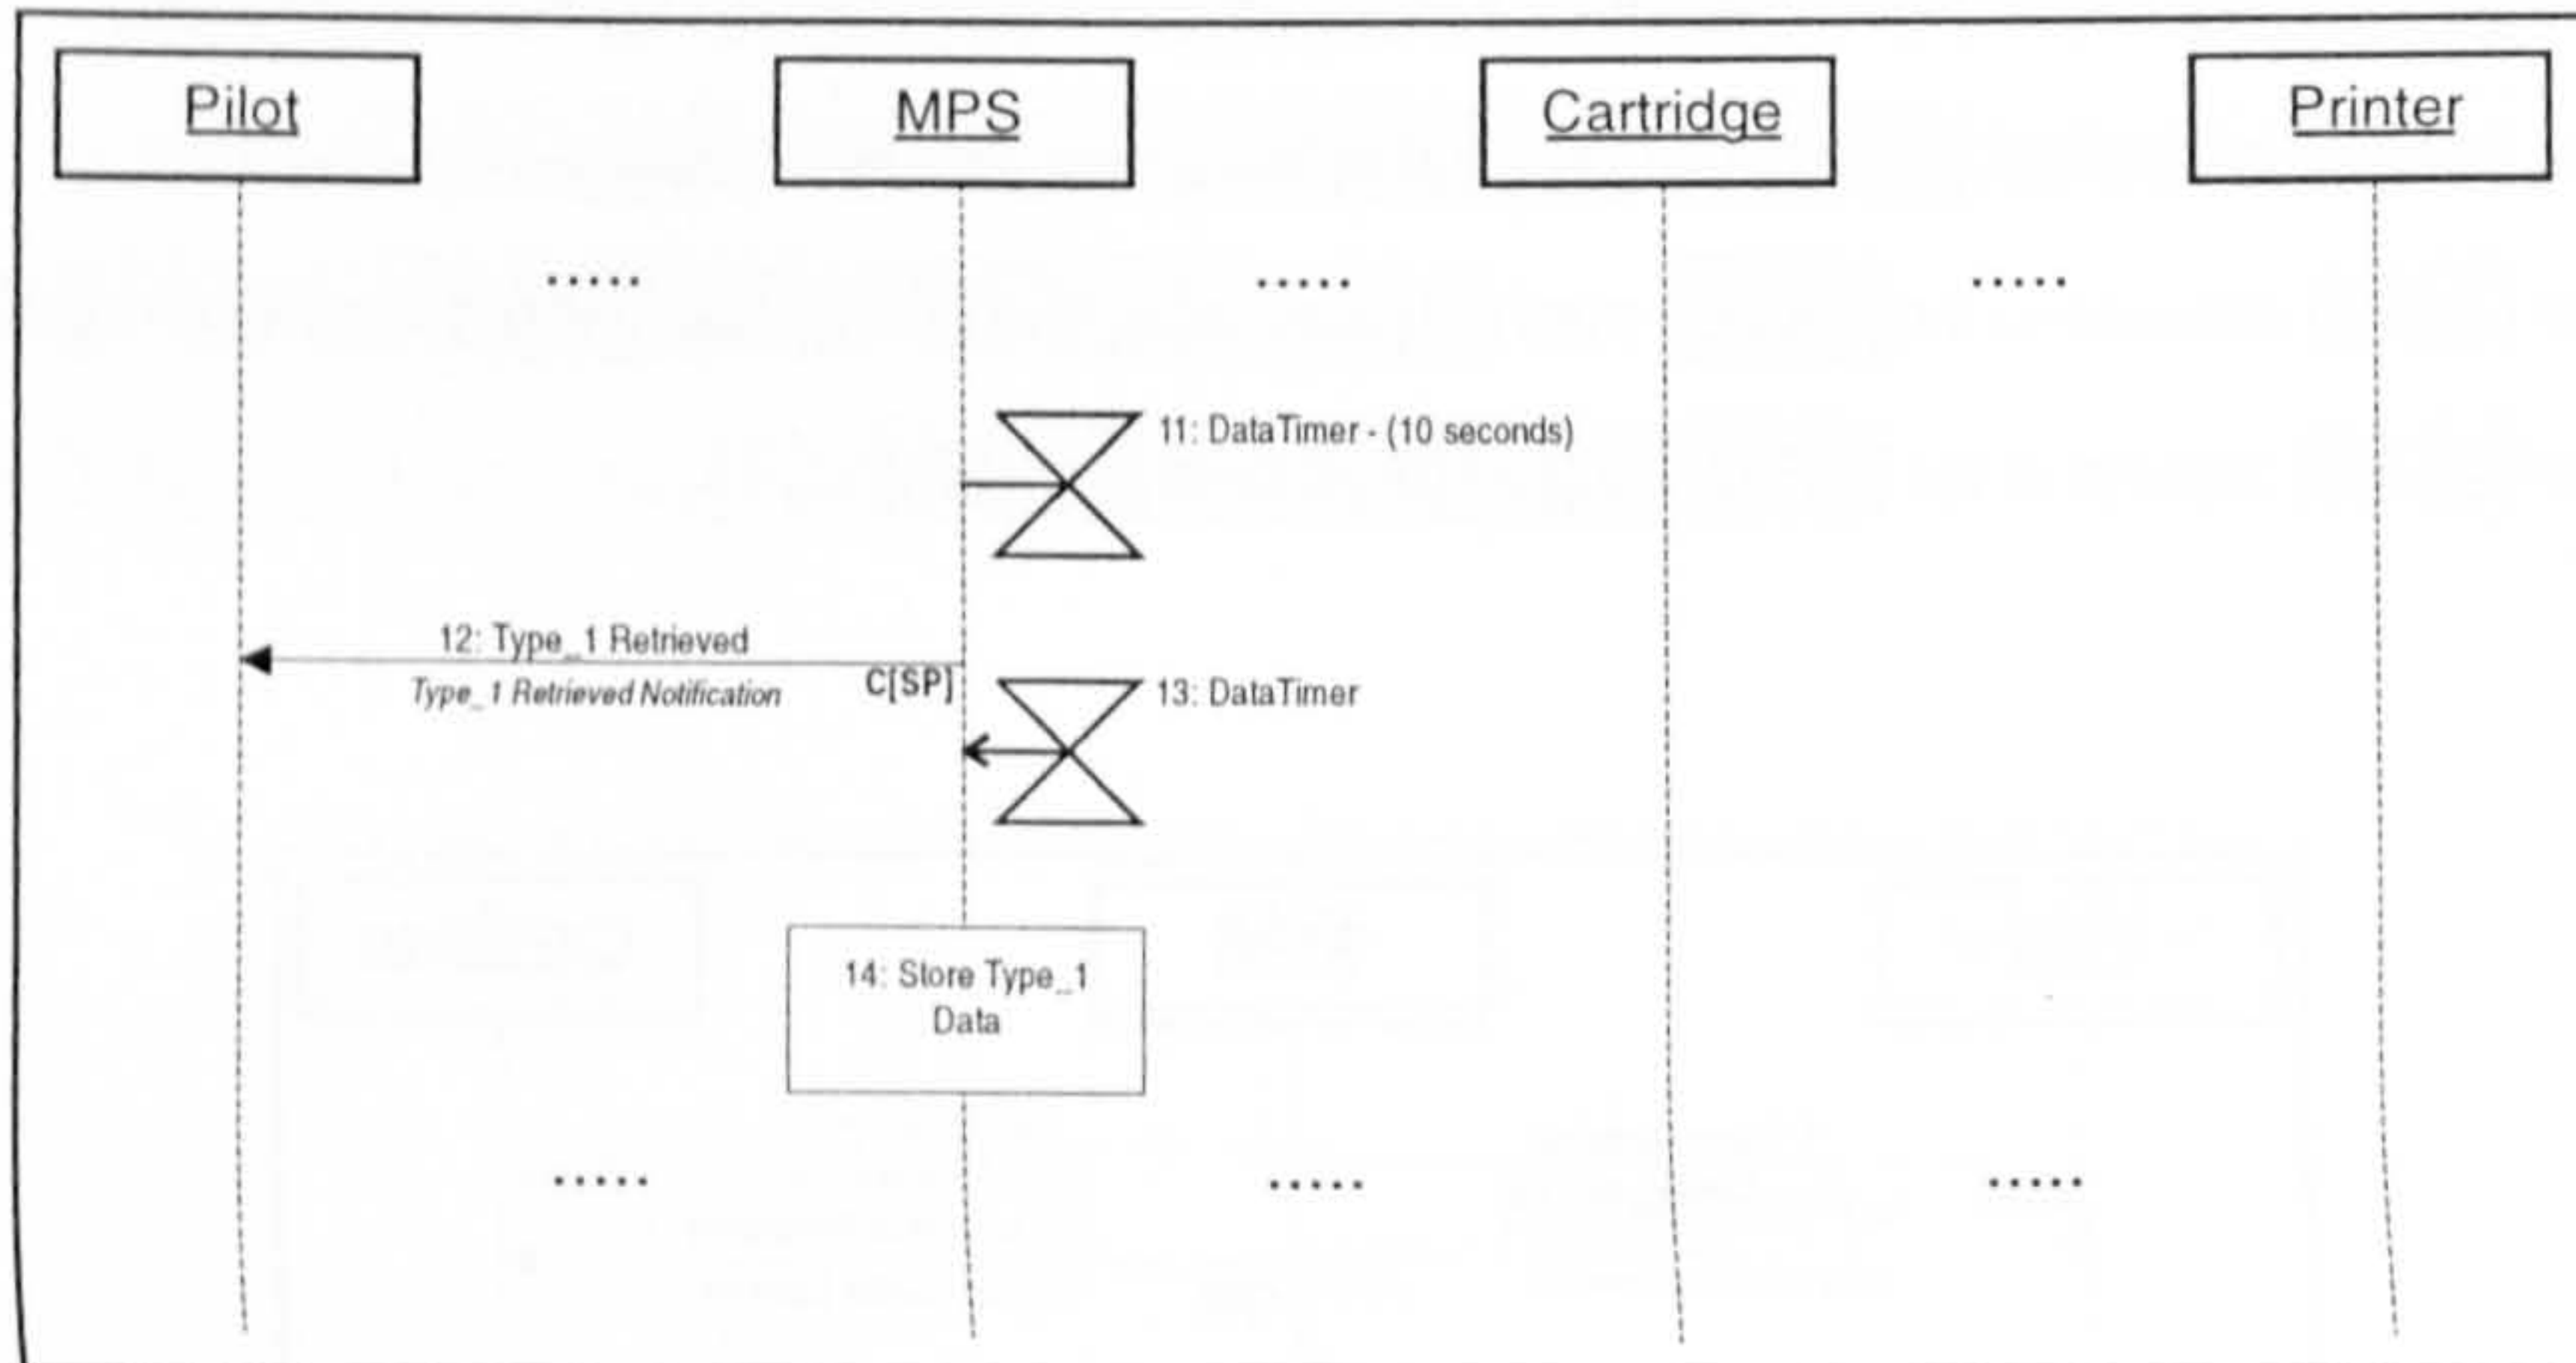 Pilot
MPS
Cartridge
Printer
.....
.....
.....
11: DataTimer - (10 seconds)
12: Type_1 Retrieved
Type_1 Retrieved Notification
C[SP]
13: DataTimer
14: Store Type_1
Data
.....
.....
.....